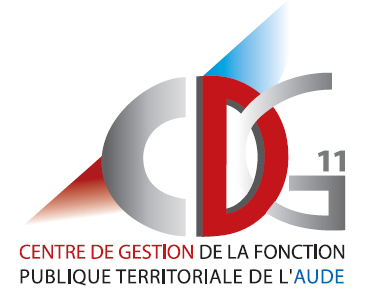 CDG
11
CENTRE DE GESTION DE LA FONCTION
PUBLIQUE TERRITORIALE DE L'AUDE